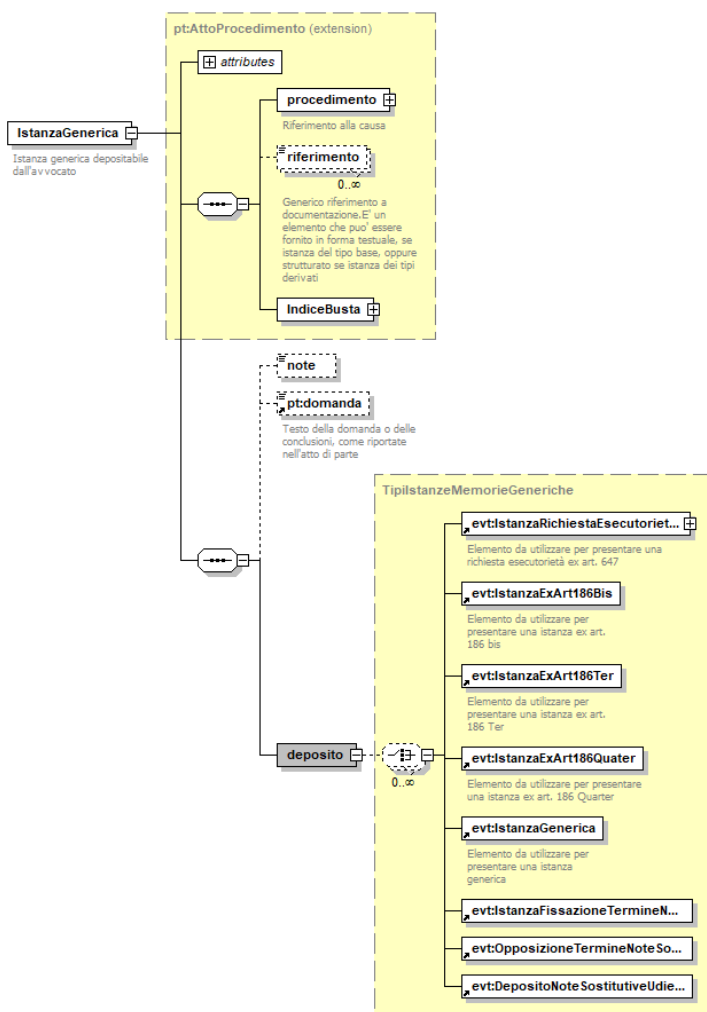 pt:AttoProcedimento (extension)
attributes
IstanzaGenerica
Istanza generica depositabile
dall'avvocato
procedimento
Riferimento alla causa
riferimento
0..∞
Generico riferimento a
documentazione.E' un
elemento che puo' essere
fornito in forma testuale, se
istanza del tipo base, oppure
strutturato se istanza dei tipi
derivati
IndiceBusta
note
pt:domanda
Testo della domanda o delle
conclusioni, come riportate
nell'atto di parte
deposito
0..∞
TipiIstanzeMemorieGeneriche
evt:IstanzaRichiestaEsecutoriet...
Elemento da utilizzare per presentare una
richiesta esecutorietà ex art. 647
evt:IstanzaExArt186Bis
Elemento da utilizzare per
presentare una istanza ex art.
186 bis
evt:IstanzaExArt186Ter
Elemento da utilizzare per
presentare una istanza ex art.
186 Ter
evt:IstanzaExArt186Quater
Elemento da utilizzare per presentare
una istanza ex art. 186 Quarter
evt:IstanzaGenerica
Elemento da utilizzare per
presentare una istanza
generica
evt:IstanzaFissazioneTermineN...
evt:OpposizioneTermineNoteSo...
evt:DepositoNoteSostitutiveUdie...